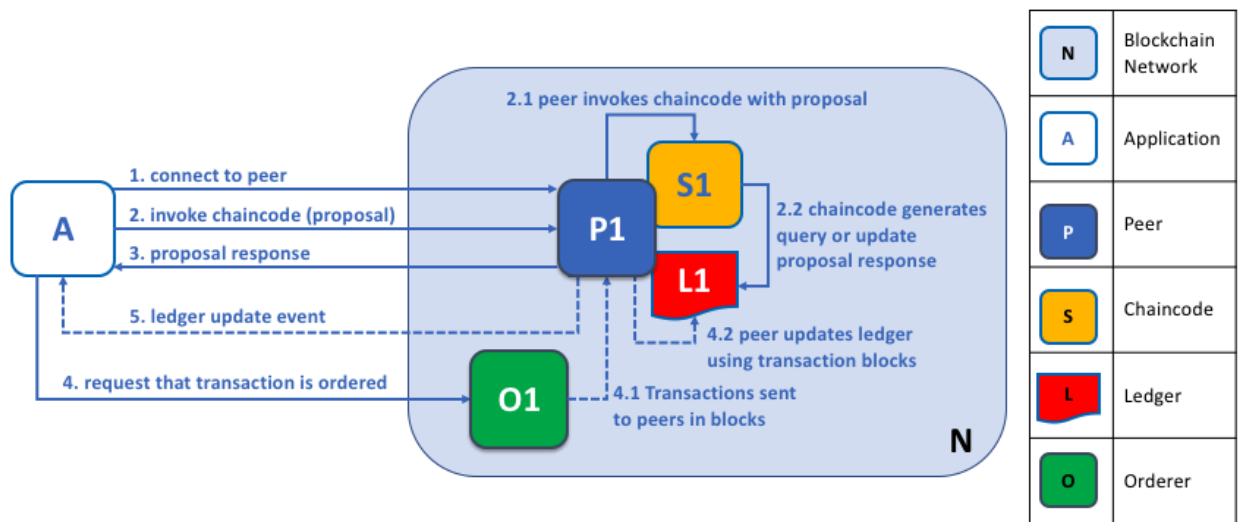 2.1 peer invokes chaincode with proposal
1. connect to peer
2. invoke chaincode (proposal)
3. proposal response
A
P1
S1
2.2 chaincode generates
query or update
proposal response
L1
5. ledger update event
4.2 peer updates ledger
using transaction blocks
4. request that transaction is ordered
O1
4.1 Transactions sent
to peers in blocks
N
N
Blockchain
Network
A
Application
P
Peer
S
Chaincode
L
Ledger
O
Orderer